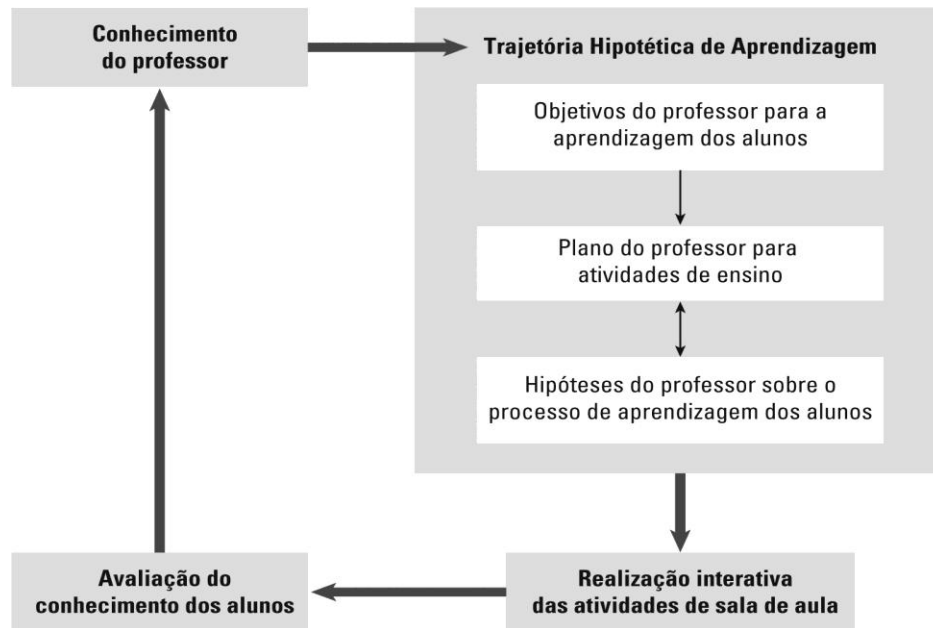 Conhecimento
do professor
Trajetória Hipotética de Aprendizagem
Objetivos do professor para a
aprendizagem dos alunos
Plano do professor para
atividades de ensino
Hipóteses do professor sobre o
processo de aprendizagem dos alunos
Avaliação do
conhecimento dos alunos
Realização interativa
das atividades de sala de aula